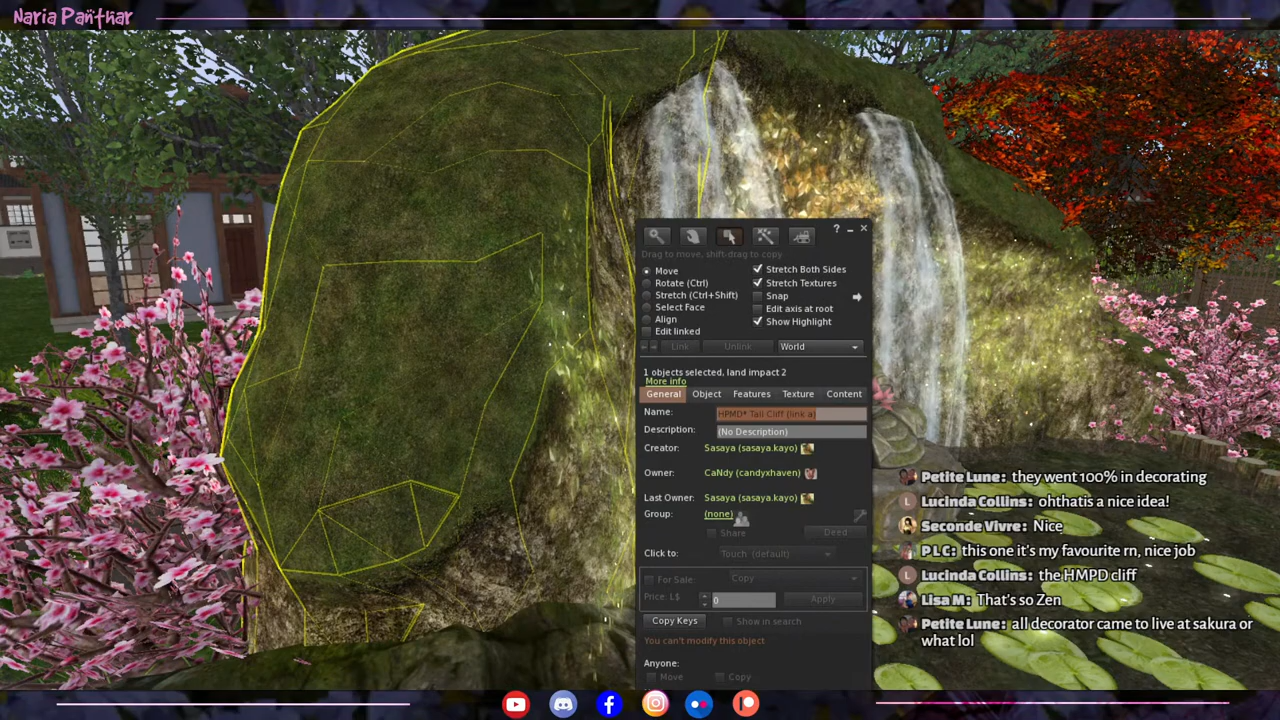 Naria Panthar
?
Drag to move, shift-drag to copy
Move
Rotate (Ctrl)
Stretch (Ctrl+Shift)
Select Face
Align
Edit linked
Stretch Both Sides
Stretch Textures
Snap
Edit axis at root
Show Highlight
Link
Unlink
World
1 objects selected, land impact 2
More info
General
Object
Features
Texture
Content
Name: HPMD* Tall Cliff (link a)
Description: (No Description)
Creator: Sasaya (sasaya.kayo)
Owner: CaNdy (candyxhaven)
Last Owner: Sasaya (sasaya.kayo)
Group: (none)
Share
Deed
Click to: Touch (default)
For Sale: Copy
Price: L$ 0 Apply
Copy Keys
Show in search
You can't modify this object
Anyone:
Move
Copy
Petite Lune: they went 100% in decorating
Lucinda Collins: ohthatis a nice idea!
Seconde Vivre: Nice
P L C: this one it's my favourite rn, nice job
Lucinda Collins: the HMPD cliff
Lisa M: That's so Zen
Petite Lune: all decorator came to live at sakura or
what lol